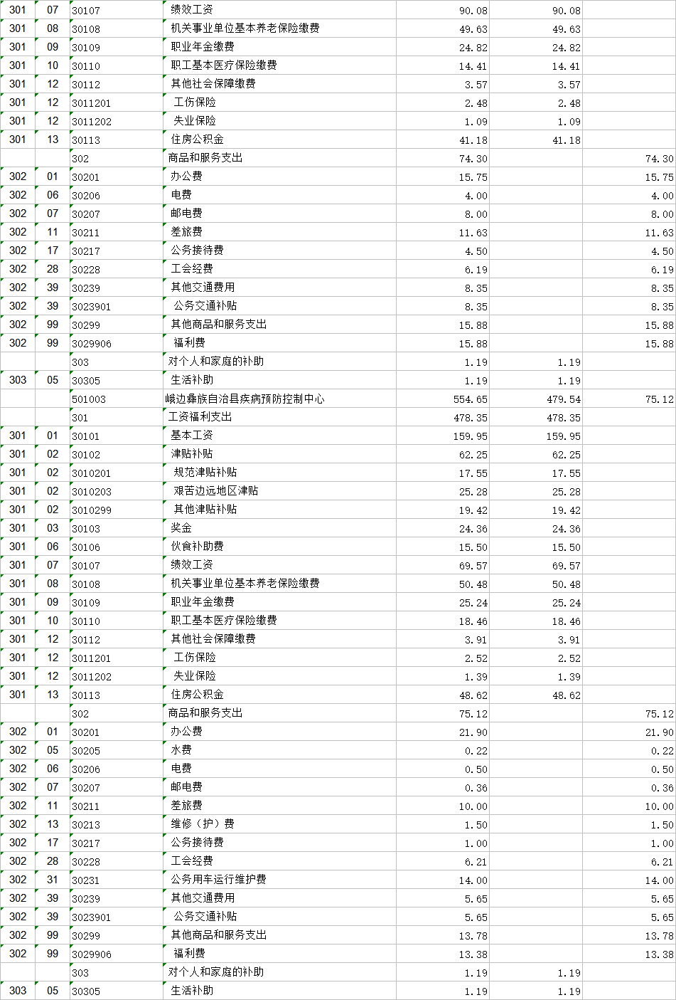 301 07 30107 绩效工资 90.08 90.08
301 08 30108 机关事业单位基本养老保险缴费 49.63 49.63
301 09 30109 职业年金缴费 24.82 24.82
301 10 30110 职工基本医疗保险缴费 14.41 14.41
301 12 30112 其他社会保障缴费 3.57 3.57
301 12 3011201 工伤保险 2.48 2.48
301 12 3011202 失业保险 1.09 1.09
301 13 30113 住房公积金 41.18 41.18
302 商品和服务支出 74.30 74.30
302 01 30201 办公费 15.75 15.75
302 06 30206 电费 4.00 4.00
302 07 30207 邮电费 8.00 8.00
302 11 30211 差旅费 11.63 11.63
302 17 30217 公务接待费 4.50 4.50
302 28 30228 工会经费 6.19 6.19
302 39 30239 其他交通费用 8.35 8.35
302 39 3023901 公务交通补贴 8.35 8.35
302 99 30299 其他商品和服务支出 15.88 15.88
302 99 3029906 福利费 15.88 15.88
303 对个人和家庭的补助 1.19 1.19
303 05 30305 生活补助 1.19 1.19
501003 峨边彝族自治县疾病预防控制中心 554.65 479.54 75.12
301 工资福利支出 478.35 478.35
301 01 30101 基本工资 159.95 159.95
301 02 30102 津贴补贴 62.25 62.25
301 02 3010201 规范津贴补贴 17.55 17.55
301 02 3010203 艰苦边远地区津贴 25.28 25.28
301 02 3010299 其他津贴补贴 19.42 19.42
301 03 30103 奖金 24.36 24.36
301 06 30106 伙食补助费 15.50 15.50
301 07 30107 绩效工资 69.57 69.57
301 08 30108 机关事业单位基本养老保险缴费 50.48 50.48
301 09 30109 职业年金缴费 25.24 25.24
301 10 30110 职工基本医疗保险缴费 18.46 18.46
301 12 30112 其他社会保障缴费 3.91 3.91
301 12 3011201 工伤保险 2.52 2.52
301 12 3011202 失业保险 1.39 1.39
301 13 30113 住房公积金 48.62 48.62
302 商品和服务支出 75.12 75.12
302 01 30201 办公费 21.90 21.90
302 05 30205 水费 0.22 0.22
302 06 30206 电费 0.50 0.50
302 07 30207 邮电费 0.36 0.36
302 11 30211 差旅费 10.00 10.00
302 13 30213 维修（护）费 1.50 1.50
302 17 30217 公务接待费 1.00 1.00
302 28 30228 工会经费 6.21 6.21
302 31 30231 公务用车运行维护费 14.00 14.00
302 39 30239 其他交通费用 5.65 5.65
302 39 3023901 公务交通补贴 5.65 5.65
302 99 30299 其他商品和服务支出 13.78 13.78
302 99 3029906 福利费 13.38 13.38
303 对个人和家庭的补助 1.19 1.19
303 05 30305 生活补助 1.19 1.19